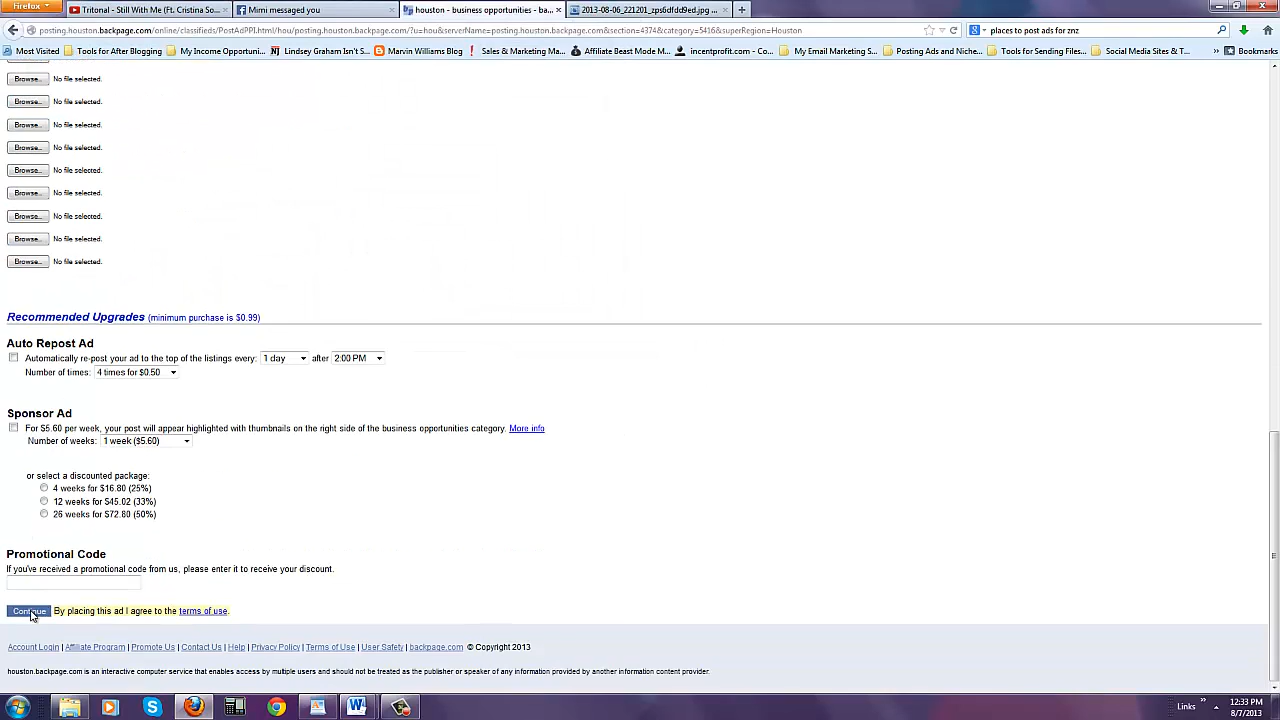 Firefox
Tritonal - Still With Me (Ft. Cristina So...
Mimi messaged you
houston - business opportunities - ba...
2013-08-06_221201_zps6dfdd9ed.jpg ...
posting.houston.backpage.com/online/classifieds/PostAdPPI.html/hou/posting.houston.backpage.com/?u=hou&serverName=posting.houston.backpage.com&section=4374&category=5416&superRegion=Houston
places to post ads for znz
Most Visited
Tools for After Blogging
My Income Opportuni...
Lindsey Graham Isn't S...
Marvin Williams Blog
Sales & Marketing & Ma...
Affiliate Beast Mode M...
incentprofit.com - Co...
My Email Marketing S...
Posting Ads and Niche...
Tools for Sending Files...
Social Media Sites & T...
Bookmarks
Browse... No file selected.
Browse... No file selected.
Browse... No file selected.
Browse... No file selected.
Browse... No file selected.
Browse... No file selected.
Browse... No file selected.
Browse... No file selected.
Browse... No file selected.
Recommended Upgrades (minimum purchase is $0.99)
Auto Repost Ad
Automatically re-post your ad to the top of the listings every: 1 day after 2:00 PM
Number of times: 4 times for $0.50
Sponsor Ad
For $5.60 per week, your post will appear highlighted with thumbnails on the right side of the business opportunities category. More info
Number of weeks: 1 week ($5.60)
or select a discounted package:
4 weeks for $16.80 (25%)
12 weeks for $45.02 (33%)
26 weeks for $72.80 (50%)
Promotional Code
If you've received a promotional code from us, please enter it to receive your discount.
Continue By placing this ad I agree to the terms of use.
Account Login | Affiliate Program | Promote Us | Contact Us | Help | Privacy Policy | Terms of Use | User Safety | backpage.com © Copyright 2013
houston.backpage.com is an interactive computer service that enables access by multiple users and should not be treated as the publisher or speaker of any information provided by another information content provider.
Links
12:33 PM
8/7/2013